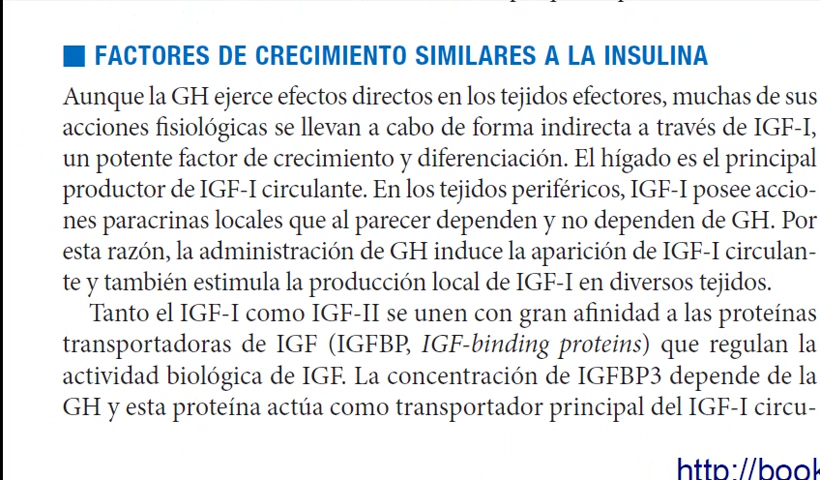 FACTORES DE CRECIMIENTO SIMILARES A LA INSULINA
Aunque la GH ejerce efectos directos en los tejidos efectores, muchas de sus
acciones fisiológicas se llevan a cabo de forma indirecta a través de IGF-I,
un potente factor de crecimiento y diferenciación. El hígado es el principal
productor de IGF-I circulante. En los tejidos periféricos, IGF-I posee accio-
nes paracrinas locales que al parecer dependen y no dependen de GH. Por
esta razón, la administración de GH induce la aparición de IGF-I circulan-
te y también estimula la producción local de IGF-I en diversos tejidos.
Tanto el IGF-I como IGF-II se unen con gran afinidad a las proteínas
transportadoras de IGF (IGFBP, IGF-binding proteins) que regulan la
actividad biológica de IGF. La concentración de IGFBP3 depende de la
GH y esta proteína actúa como transportador principal del IGF-I circu-
http://book